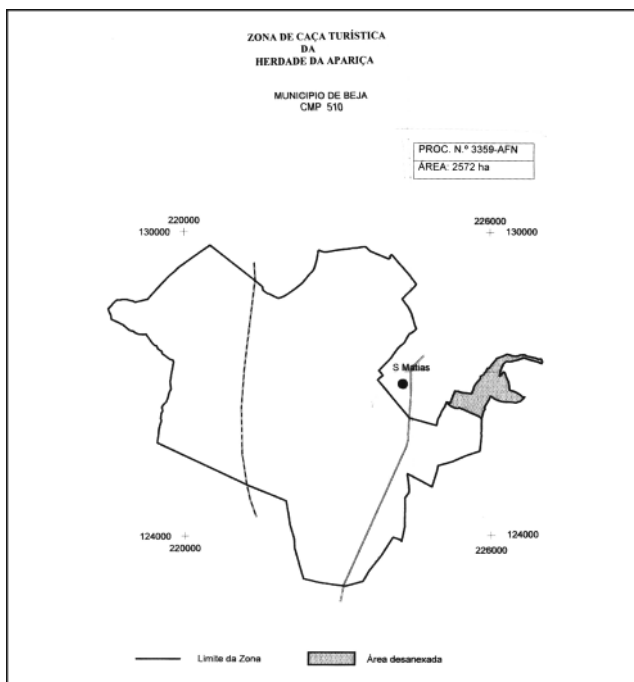 ZONA DE CAÇA TURÍSTICA
DA
HERDADE DA APARIÇA
MUNICIPIO DE BEJA
CMP 510
PROC. N.º 3359-AFN
ÁREA: 2572 ha
220000
130000
226000
130000
S Matias
124000
220000
124000
226000
Limite da Zona
Área desanexada